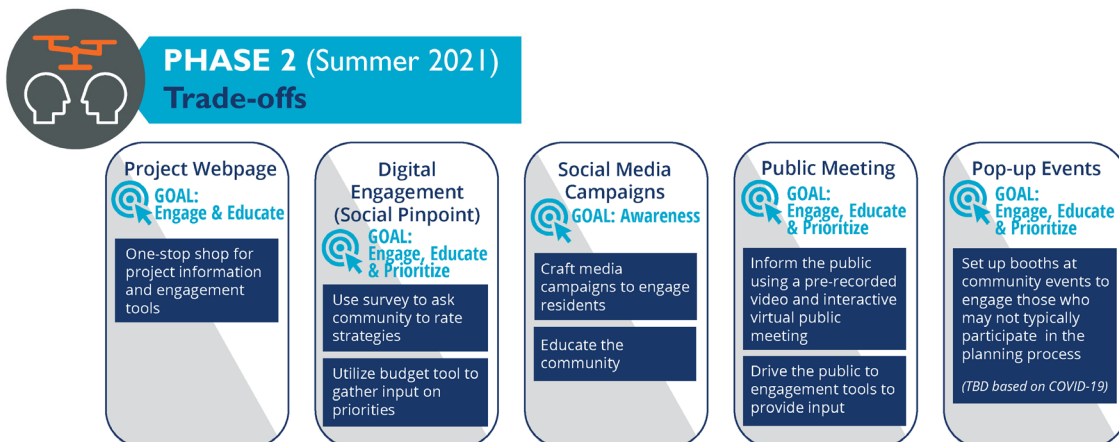 PHASE 2 (Summer 2021)
Trade-offs
Project Webpage
GOAL:
Engage & Educate
One-stop shop for
project information
and engagement
tools
Digital
Engagement
(Social Pinpoint)
GOAL:
Engage, Educate
& Prioritize
Use survey to ask
community to rate
strategies
Utilize budget tool to
gather input on
priorities
Social Media
Campaigns
GOAL: Awareness
Craft media
campaigns to engage
residents
Educate the
community
Public Meeting
GOAL:
Engage, Educate
& Prioritize
Inform the public
using a pre-recorded
video and interactive
virtual public
meeting
Drive the public to
engagement tools to
provide input
Pop-up Events
GOAL:
Engage, Educate
& Prioritize
Set up booths at
community events to
engage those who
may not typically
participate in the
planning process
(TBD based on COVID-19)